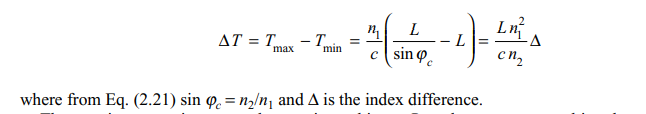 ΔT = T_max − T_min = n₁/c (L/sin φ_c − L) = Ln₁²/cn₂ Δ
where from Eq. (2.21) sin φ_c = n₂/n₁ and Δ is the index difference.